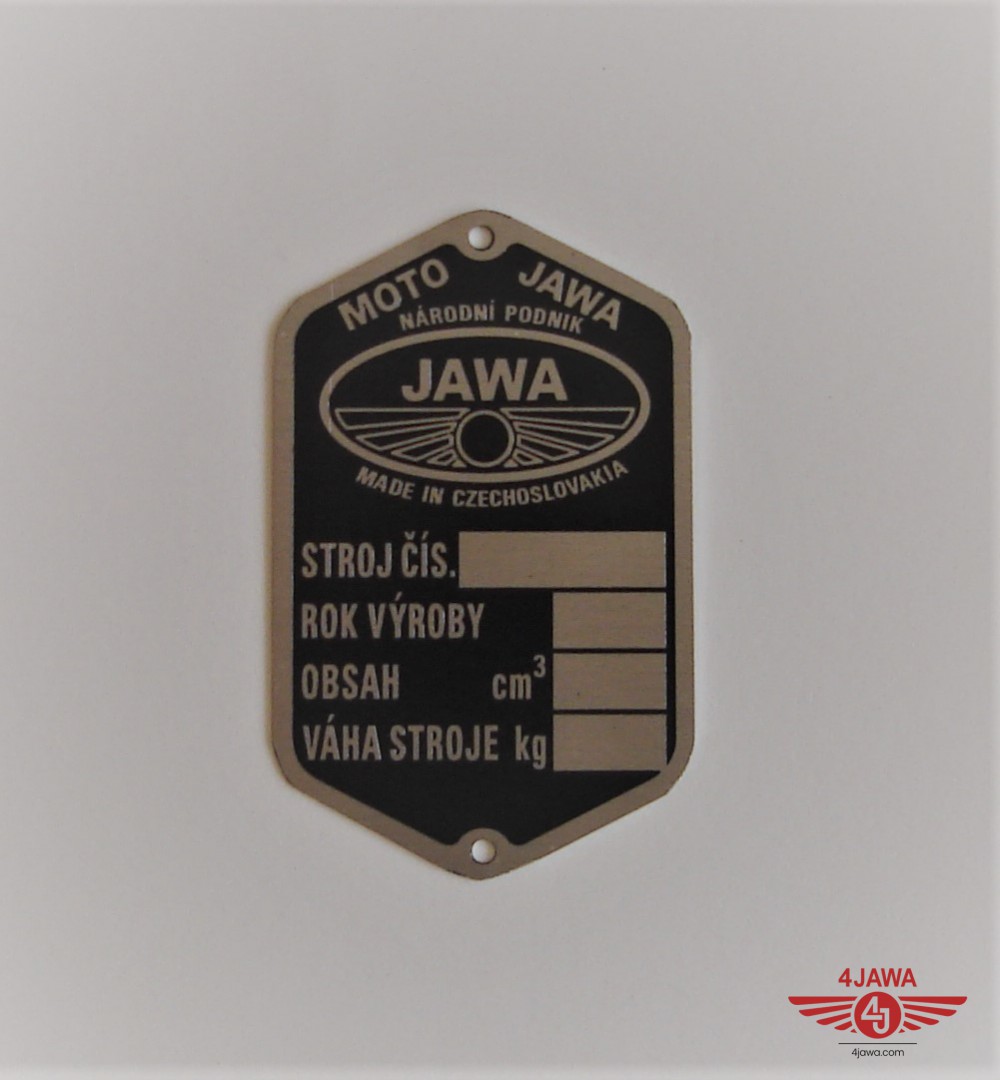 MOTO JAWA
NÁRODNÍ PODNIK
JAWA
MADE IN CZECHOSLOVAKIA
STROJ ČÍS.
ROK VÝROBY
OBSAH cm³
VÁHA STROJE kg
4JAWA
4J
4jawa.com